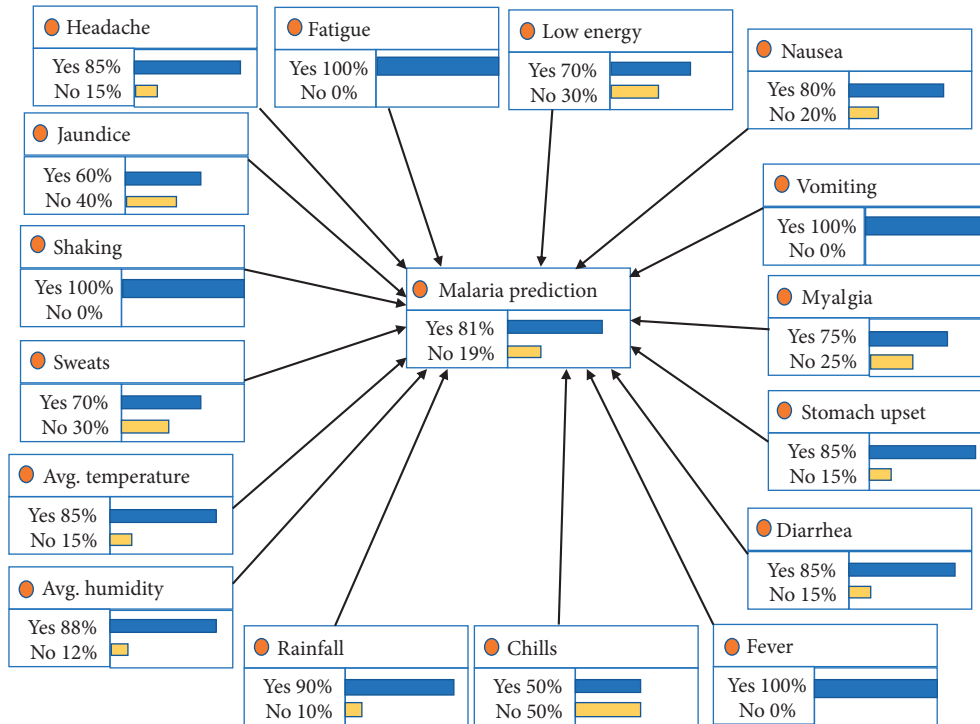 Headache
Yes 85%
No 15%
Fatigue
Yes 100%
No 0%
Low energy
Yes 70%
No 30%
Nausea
Yes 80%
No 20%
Jaundice
Yes 60%
No 40%
Vomiting
Yes 100%
No 0%
Shaking
Yes 100%
No 0%
Malaria prediction
Yes 81%
No 19%
Myalgia
Yes 75%
No 25%
Sweats
Yes 70%
No 30%
Stomach upset
Yes 85%
No 15%
Avg. temperature
Yes 85%
No 15%
Diarrhea
Yes 85%
No 15%
Avg. humidity
Yes 88%
No 12%
Rainfall
Yes 90%
No 10%
Chills
Yes 50%
No 50%
Fever
Yes 100%
No 0%